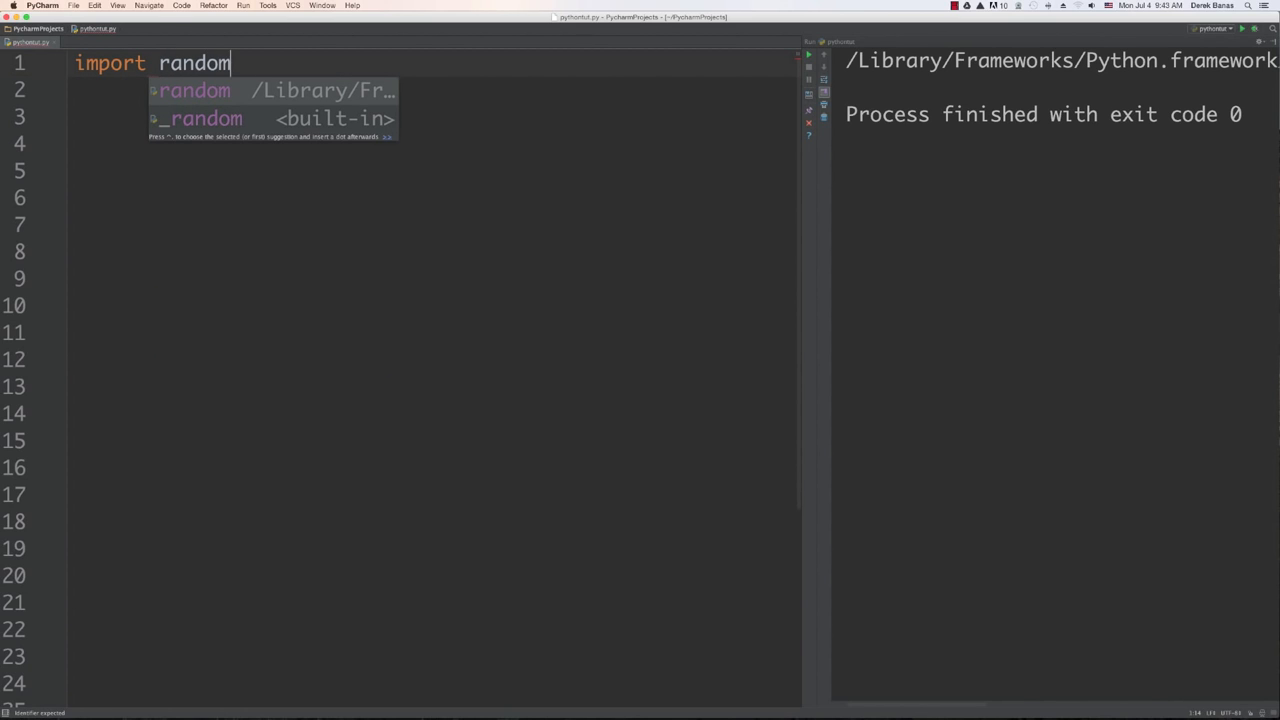 PyCharm File Edit View Navigate Code Refactor Run Tools VCS Window Help 10 Mon Jul 4 9:43 AM Derek Banas
pythontut.py - PycharmProjects - [~/PycharmProjects]
PycharmProjects pythontut.py pythontut
pythontut.py Run pythontut
1 import random
random /Library/Fr...
_random <built-in>
Press ^. to choose the selected (or first) suggestion and insert a dot afterwards >>
2
3
4
5
6
7
8
9
10
11
12
13
14
15
16
17
18
19
20
21
22
23
24
/Library/Frameworks/Python.framework
Process finished with exit code 0
Identifier expected 1:14 LF‡ UTF-8‡